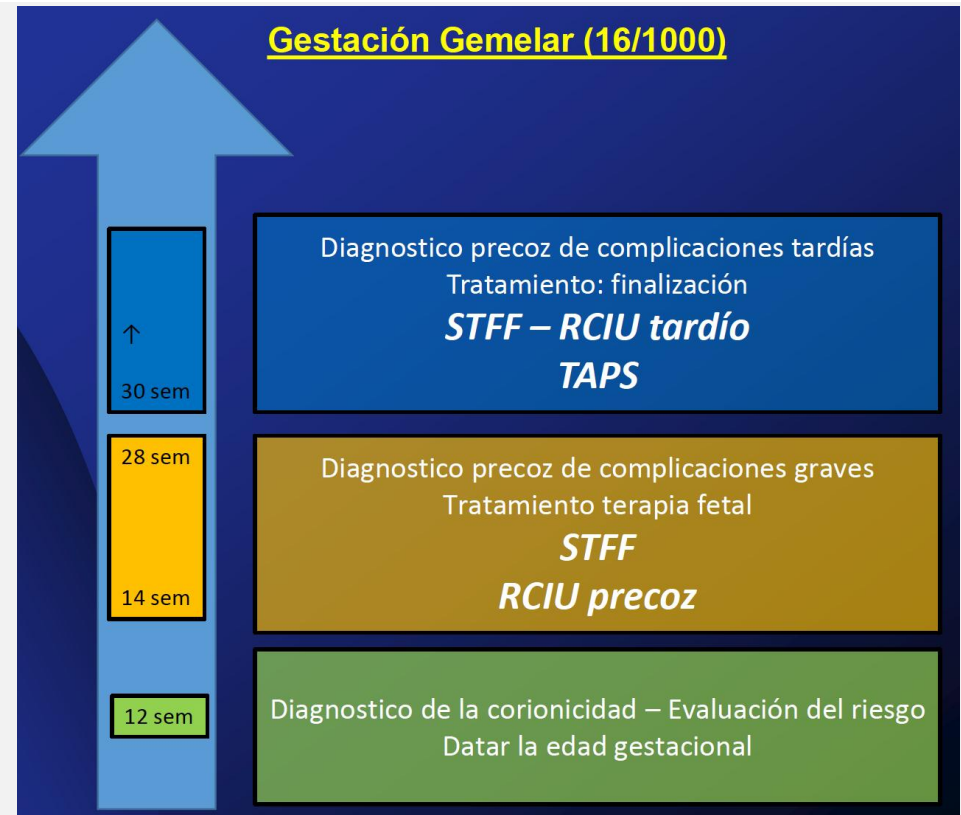 Gestación Gemelar (16/1000)
↑
30 sem
Diagnostico precoz de complicaciones tardías
Tratamiento: finalización
STFF – RCIU tardío
TAPS
28 sem
14 sem
Diagnostico precoz de complicaciones graves
Tratamiento terapia fetal
STFF
RCIU precoz
12 sem
Diagnostico de la corionicidad – Evaluación del riesgo
Datar la edad gestacional